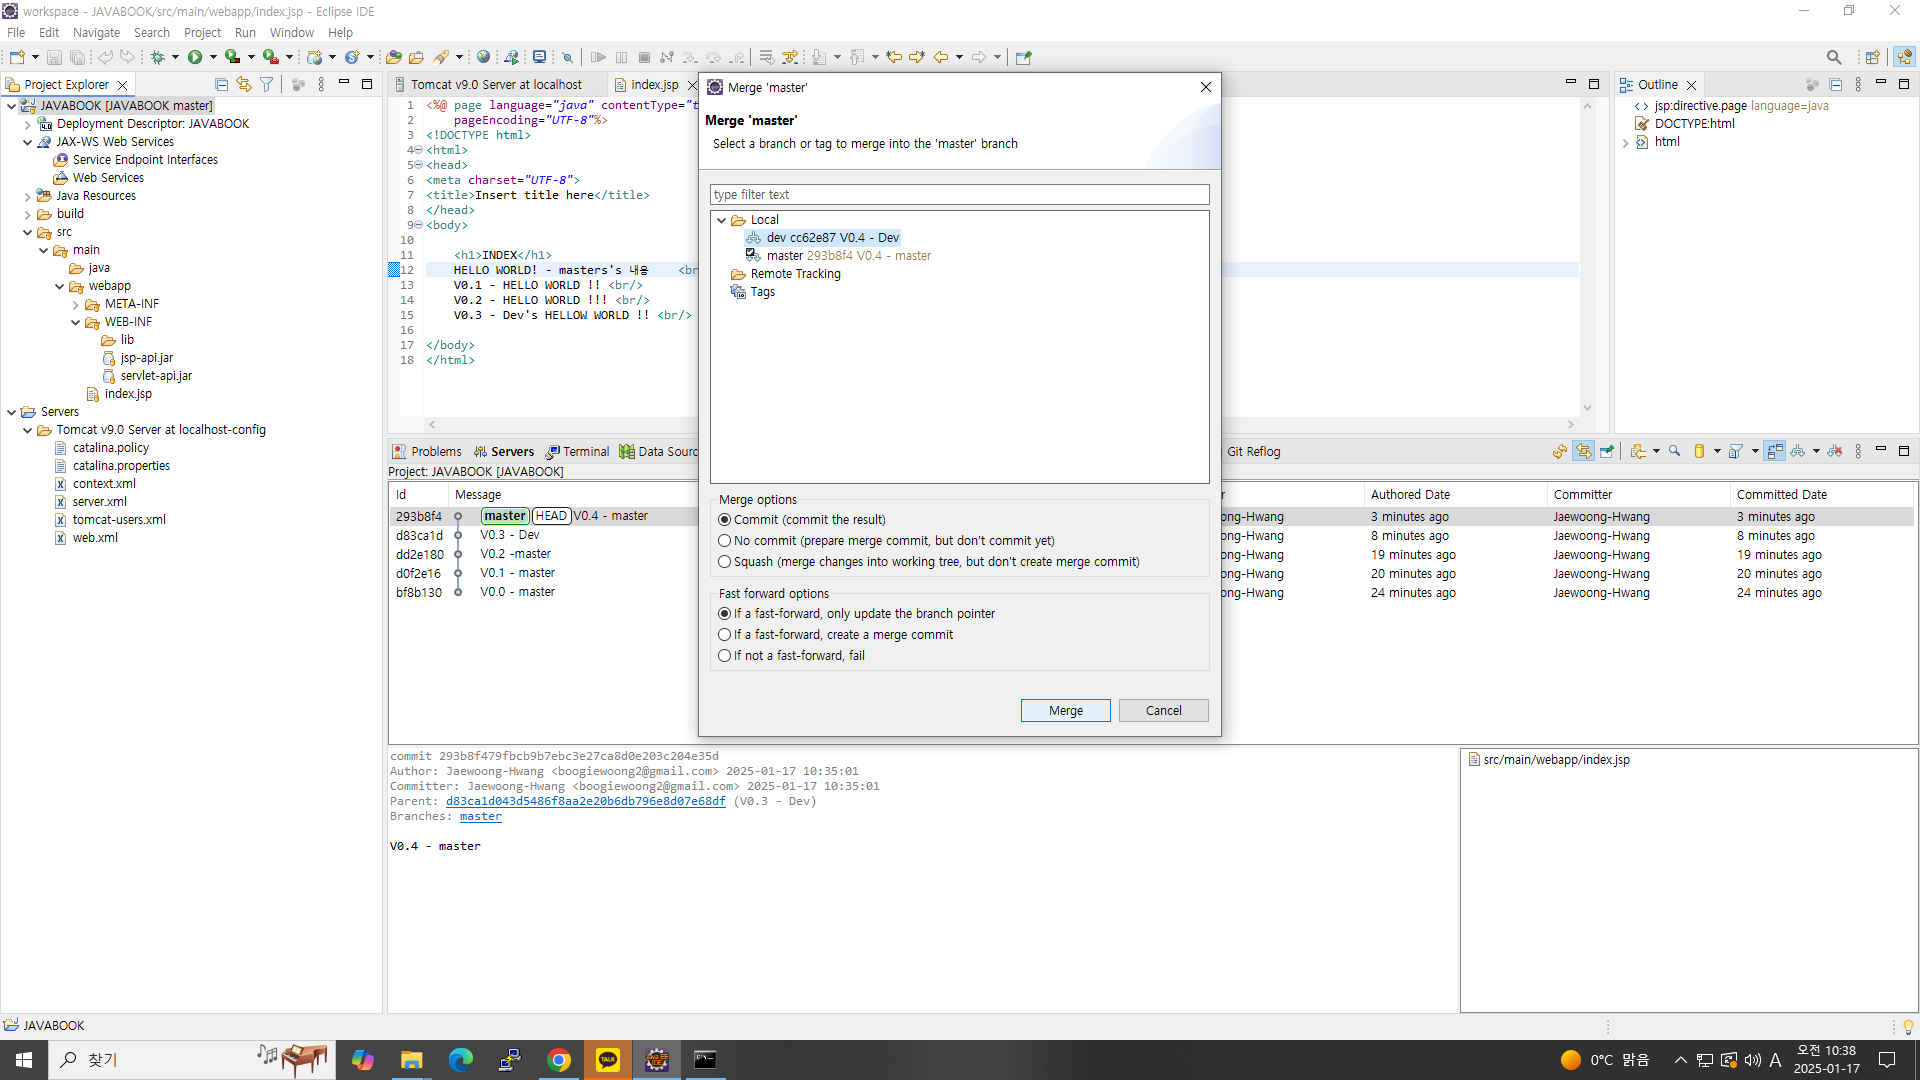 workspace - JAVABOOK/src/main/webapp/index.jsp - Eclipse IDE
File Edit Navigate Search Project Run Window Help
Project Explorer
JAVABOOK [JAVABOOK master]
Deployment Descriptor: JAVABOOK
JAX-WS Web Services
Service Endpoint Interfaces
Web Services
Java Resources
build
src
main
java
webapp
META-INF
WEB-INF
lib
jsp-api.jar
servlet-api.jar
index.jsp
Servers
Tomcat v9.0 Server at localhost-config
catalina.policy
catalina.properties
context.xml
server.xml
tomcat-users.xml
web.xml
Tomcat v9.0 Server at localhost
index.jsp
1 <%@ page language="java" contentType="t
2 pageEncoding="UTF-8"%>
3 <!DOCTYPE html>
4 <html>
5 <head>
6 <meta charset="UTF-8">
7 <title>Insert title here</title>
8 </head>
9 <body>
10
11 <h1>INDEX</h1>
12 HELLO WORLD! - masters's 내용 <br
13 V0.1 - HELLO WORLD !! <br/>
14 V0.2 - HELLO WORLD !!! <br/>
15 V0.3 - Dev's HELLOW WORLD !! <br/>
16
17 </body>
18 </html>
Merge 'master'
Merge 'master'
Select a branch or tag to merge into the 'master' branch
type filter text
Local
dev cc62e87 V0.4 - Dev
master 293b8f4 V0.4 - master
Remote Tracking
Tags
Merge options
Commit (commit the result)
No commit (prepare merge commit, but don't commit yet)
Squash (merge changes into working tree, but don't create merge commit)
Fast forward options
If a fast-forward, only update the branch pointer
If a fast-forward, create a merge commit
If not a fast-forward, fail
Merge Cancel
Outline
jsp:directive.page language=java
DOCTYPE:html
html
Problems Servers Terminal Data Sourc Git Reflog
Project: JAVABOOK [JAVABOOK]
Id Message r Authored Date Committer Committed Date
293b8f4 master HEAD V0.4 - master ong-Hwang 3 minutes ago Jaewoong-Hwang 3 minutes ago
d83ca1d V0.3 - Dev ong-Hwang 8 minutes ago Jaewoong-Hwang 8 minutes ago
dd2e180 V0.2 -master ong-Hwang 19 minutes ago Jaewoong-Hwang 19 minutes ago
d0f2e16 V0.1 - master ong-Hwang 20 minutes ago Jaewoong-Hwang 20 minutes ago
bf8b130 V0.0 - master ong-Hwang 24 minutes ago Jaewoong-Hwang 24 minutes ago
commit 293b8f479fbcb9b7ebc3e27ca8d0e203c204e35d
Author: Jaewoong-Hwang <boogiewoong2@gmail.com> 2025-01-17 10:35:01
Committer: Jaewoong-Hwang <boogiewoong2@gmail.com> 2025-01-17 10:35:01
Parent: d83ca1d043d5486f8aa2e20b6db796e8d07e68df (V0.3 - Dev)
Branches: master
V0.4 - master
src/main/webapp/index.jsp
JAVABOOK
찾기
TALK
Java EE IDE
0°C 맑음
A
오전 10:38
2025-01-17